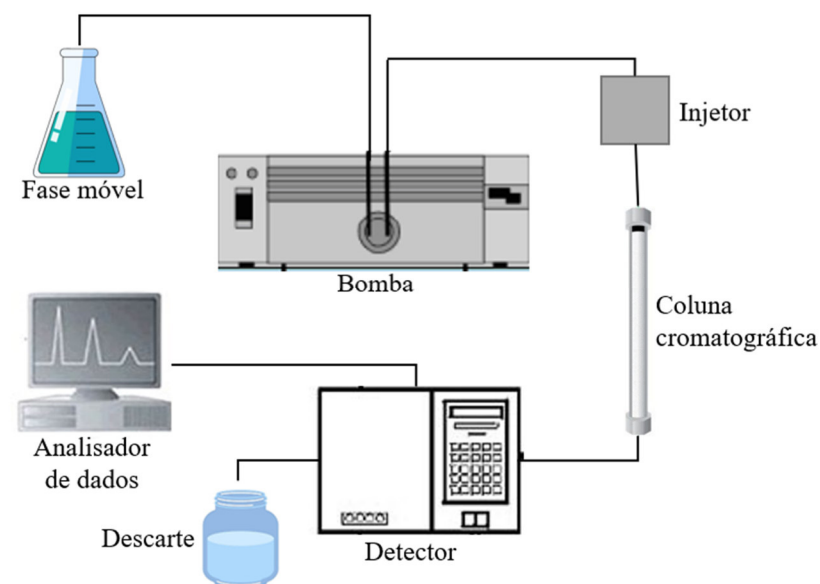 Fase móvel
Injetor
Bomba
Coluna
cromatográfica
Analisador
de dados
Descarte
Detector